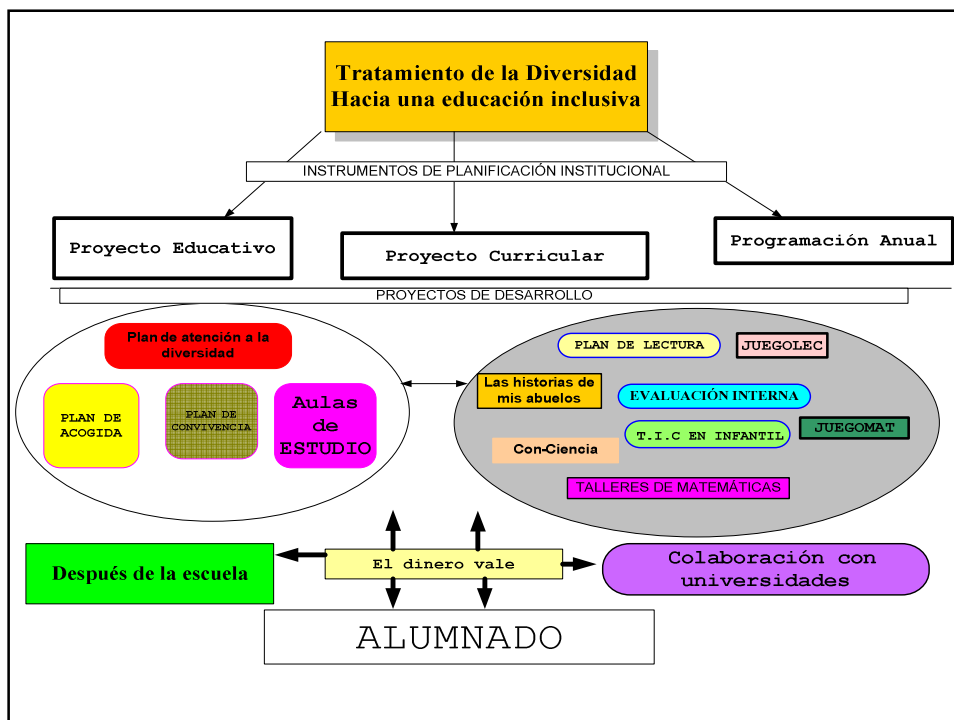 Tratamiento de la Diversidad
Hacia una educación inclusiva
INSTRUMENTOS DE PLANIFICACIÓN INSTITUCIONAL
Proyecto Educativo
Proyecto Curricular
Programación Anual
PROYECTOS DE DESARROLLO
Plan de atención a la
diversidad
PLAN DE
ACOGIDA
PLAN DE
CONVIVENCIA
Aulas
de
ESTUDIO
PLAN DE LECTURA
JUEGOLEC
Las historias de
mis abuelos
EVALUACIÓN INTERNA
T.I.C EN INFANTIL
JUEGOMAT
Con-Ciencia
TALLERES DE MATEMÁTICAS
Después de la escuela
El dinero vale
Colaboración con
universidades
ALUMNADO